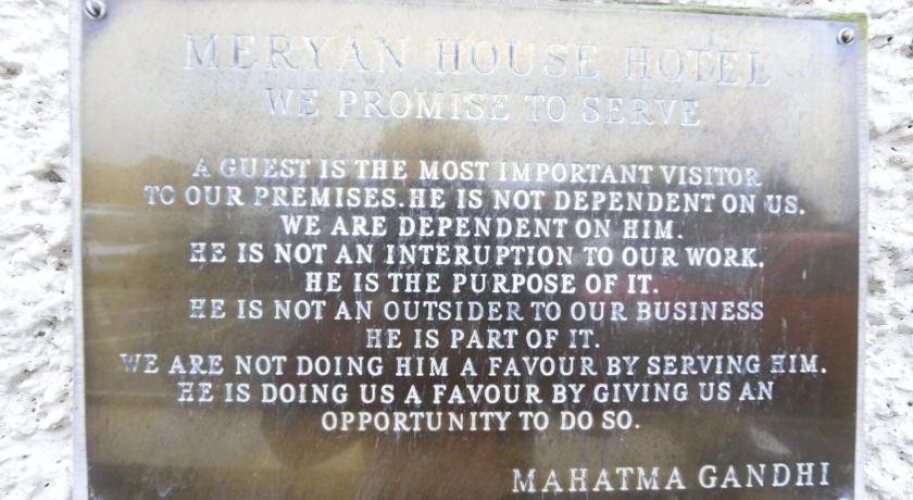 MERYAN HOUSE HOTEL
WE PROMISE TO SERVE
A GUEST IS THE MOST IMPORTANT VISITOR
TO OUR PREMISES. HE IS NOT DEPENDENT ON US.
WE ARE DEPENDENT ON HIM.
HE IS NOT AN INTERUPTION TO OUR WORK.
HE IS THE PURPOSE OF IT.
HE IS NOT AN OUTSIDER TO OUR BUSINESS
HE IS PART OF IT.
WE ARE NOT DOING HIM A FAVOUR BY SERVING HIM.
HE IS DOING US A FAVOUR BY GIVING US AN
OPPORTUNITY TO DO SO.
MAHATMA GANDHI